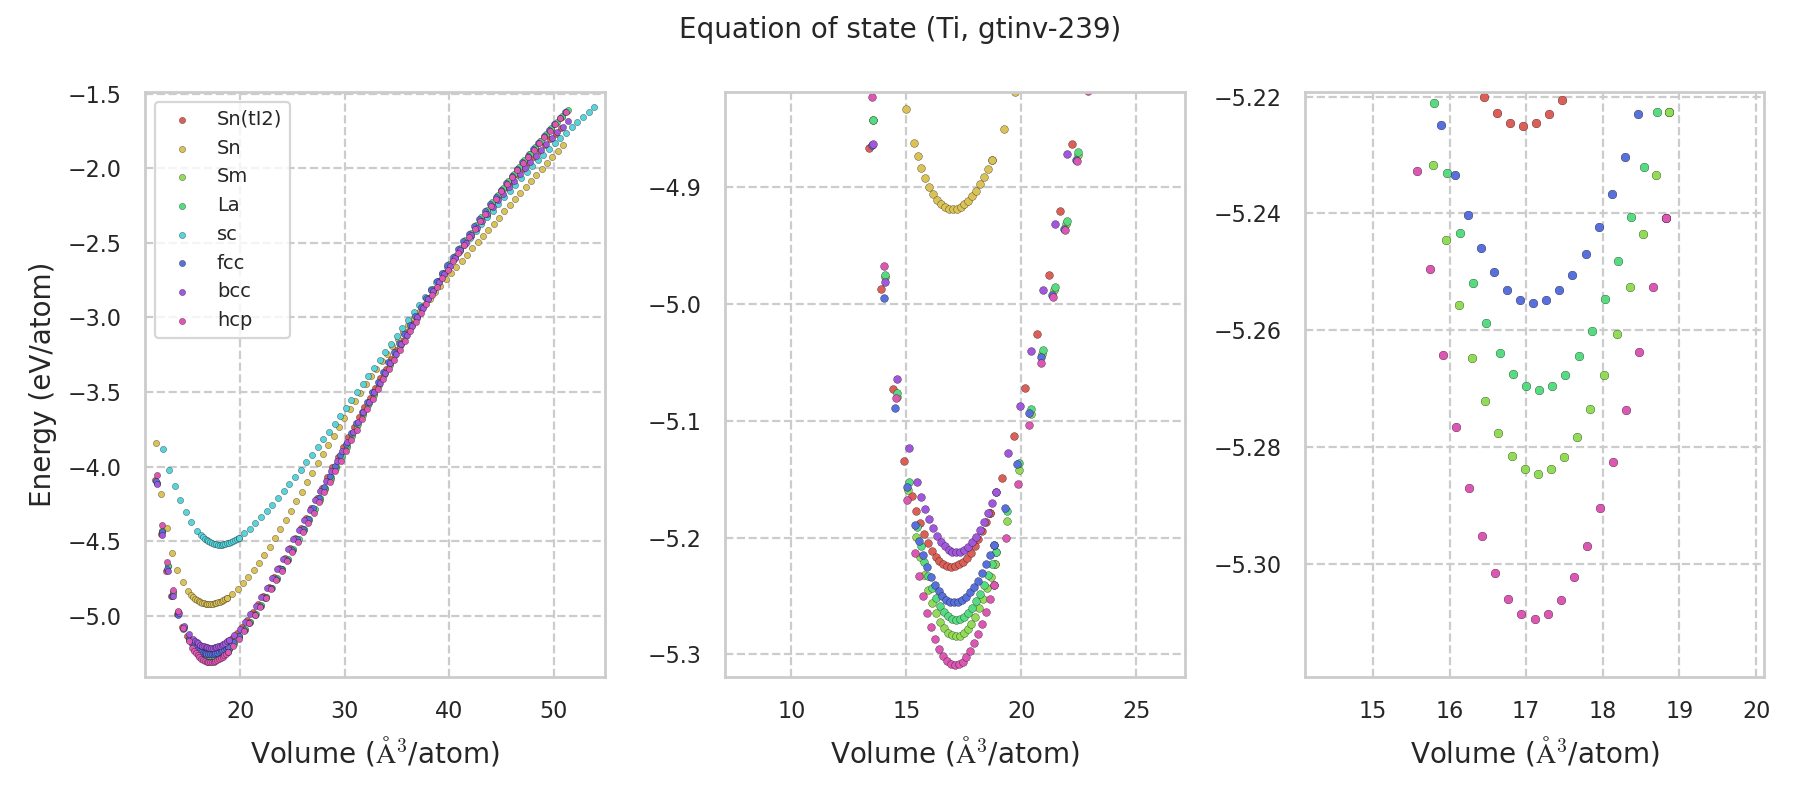 Equation of state (Ti, gtinv-239)
Energy (eV/atom)
−1.5
−2.0
−2.5
−3.0
−3.5
−4.0
−4.5
−5.0
Sn(tI2)
Sn
Sm
La
sc
fcc
bcc
hcp
20 30 40 50
Volume (Å³/atom)
−4.9
−5.0
−5.1
−5.2
−5.3
10 15 20 25
Volume (Å³/atom)
−5.22
−5.24
−5.26
−5.28
−5.30
15 16 17 18 19 20
Volume (Å³/atom)